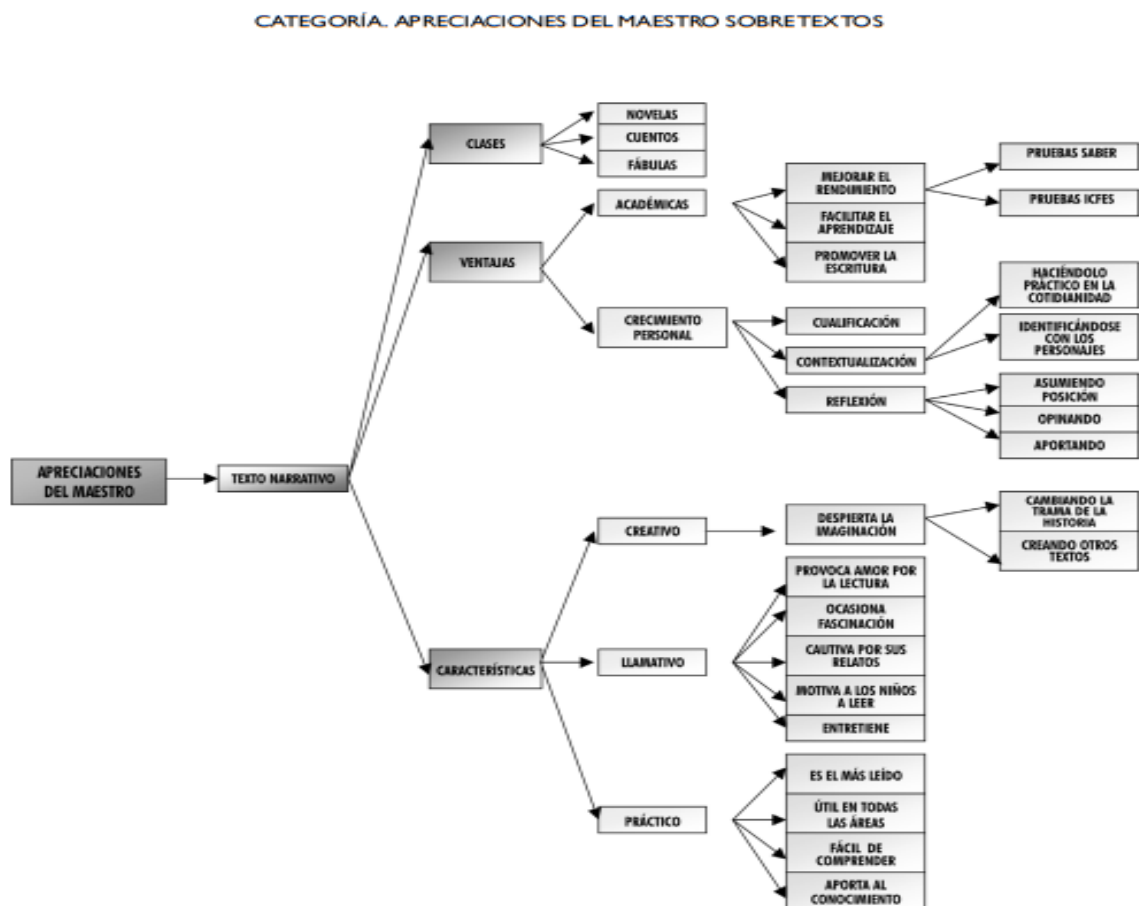 CATEGORÍA. APRECIACIONES DEL MAESTRO SOBRE TEXTOS
CLASES
NOVELAS
CUENTOS
FÁBULAS
VENTAJAS
ACADÉMICAS
MEJORAR EL
RENDIMIENTO
FACILITAR EL
APRENDIZAJE
PROMOVER LA
ESCRITURA
PRUEBAS SABER
PRUEBAS ICFES
CRECIMIENTO
PERSONAL
CUALIFICACIÓN
CONTEXTUALIZACIÓN
REFLEXIÓN
HACIÉNDOLO
PRÁCTICO EN LA
COTIDIANIDAD
IDENTIFICÁNDOSE
CON LOS
PERSONAJES
ASUMIENDO
POSICIÓN
OPINANDO
APORTANDO
APRECIACIONES
DEL MAESTRO
TEXTO NARRATIVO
CARACTERÍSTICAS
CREATIVO
DESPIERTA LA
IMAGINACIÓN
CAMBIANDO LA
TRAMA DE LA
HISTORIA
CREANDO OTROS
TEXTOS
LLAMATIVO
PROVOCA AMOR POR
LA LECTURA
OCASIONA
FASCINACIÓN
CAUTIVA POR SUS
RELATOS
MOTIVA A LOS NIÑOS
A LEER
ENTRETIENE
PRÁCTICO
ES EL MÁS LEÍDO
ÚTIL EN TODAS
LAS ÁREAS
FÁCIL DE
COMPRENDER
APORTA AL
CONOCIMIENTO